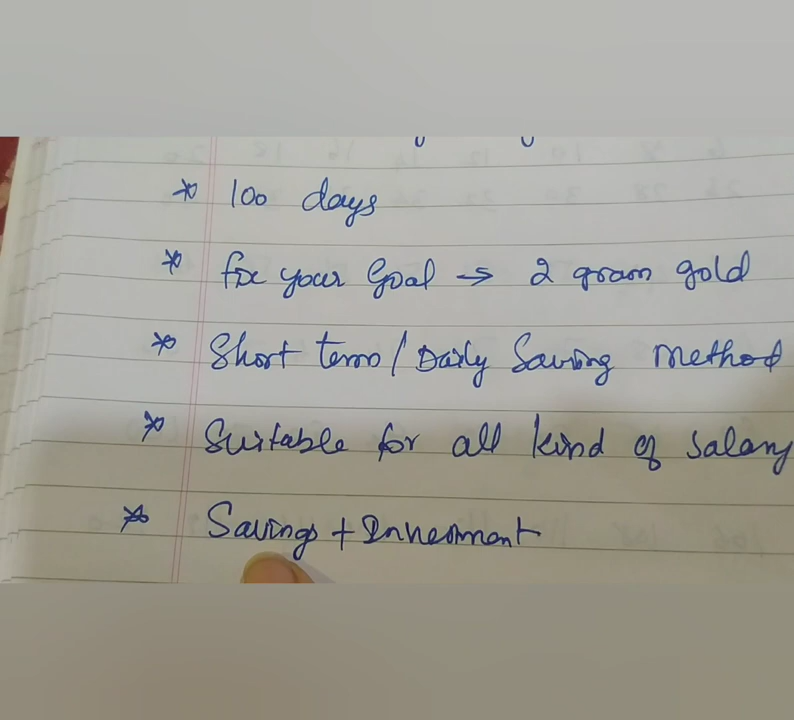 * 100 days
* fix your Goal → 2 gram gold
* Short term / Daily Saving method
* Suitable for all kind of salary
* Savings + Invesment